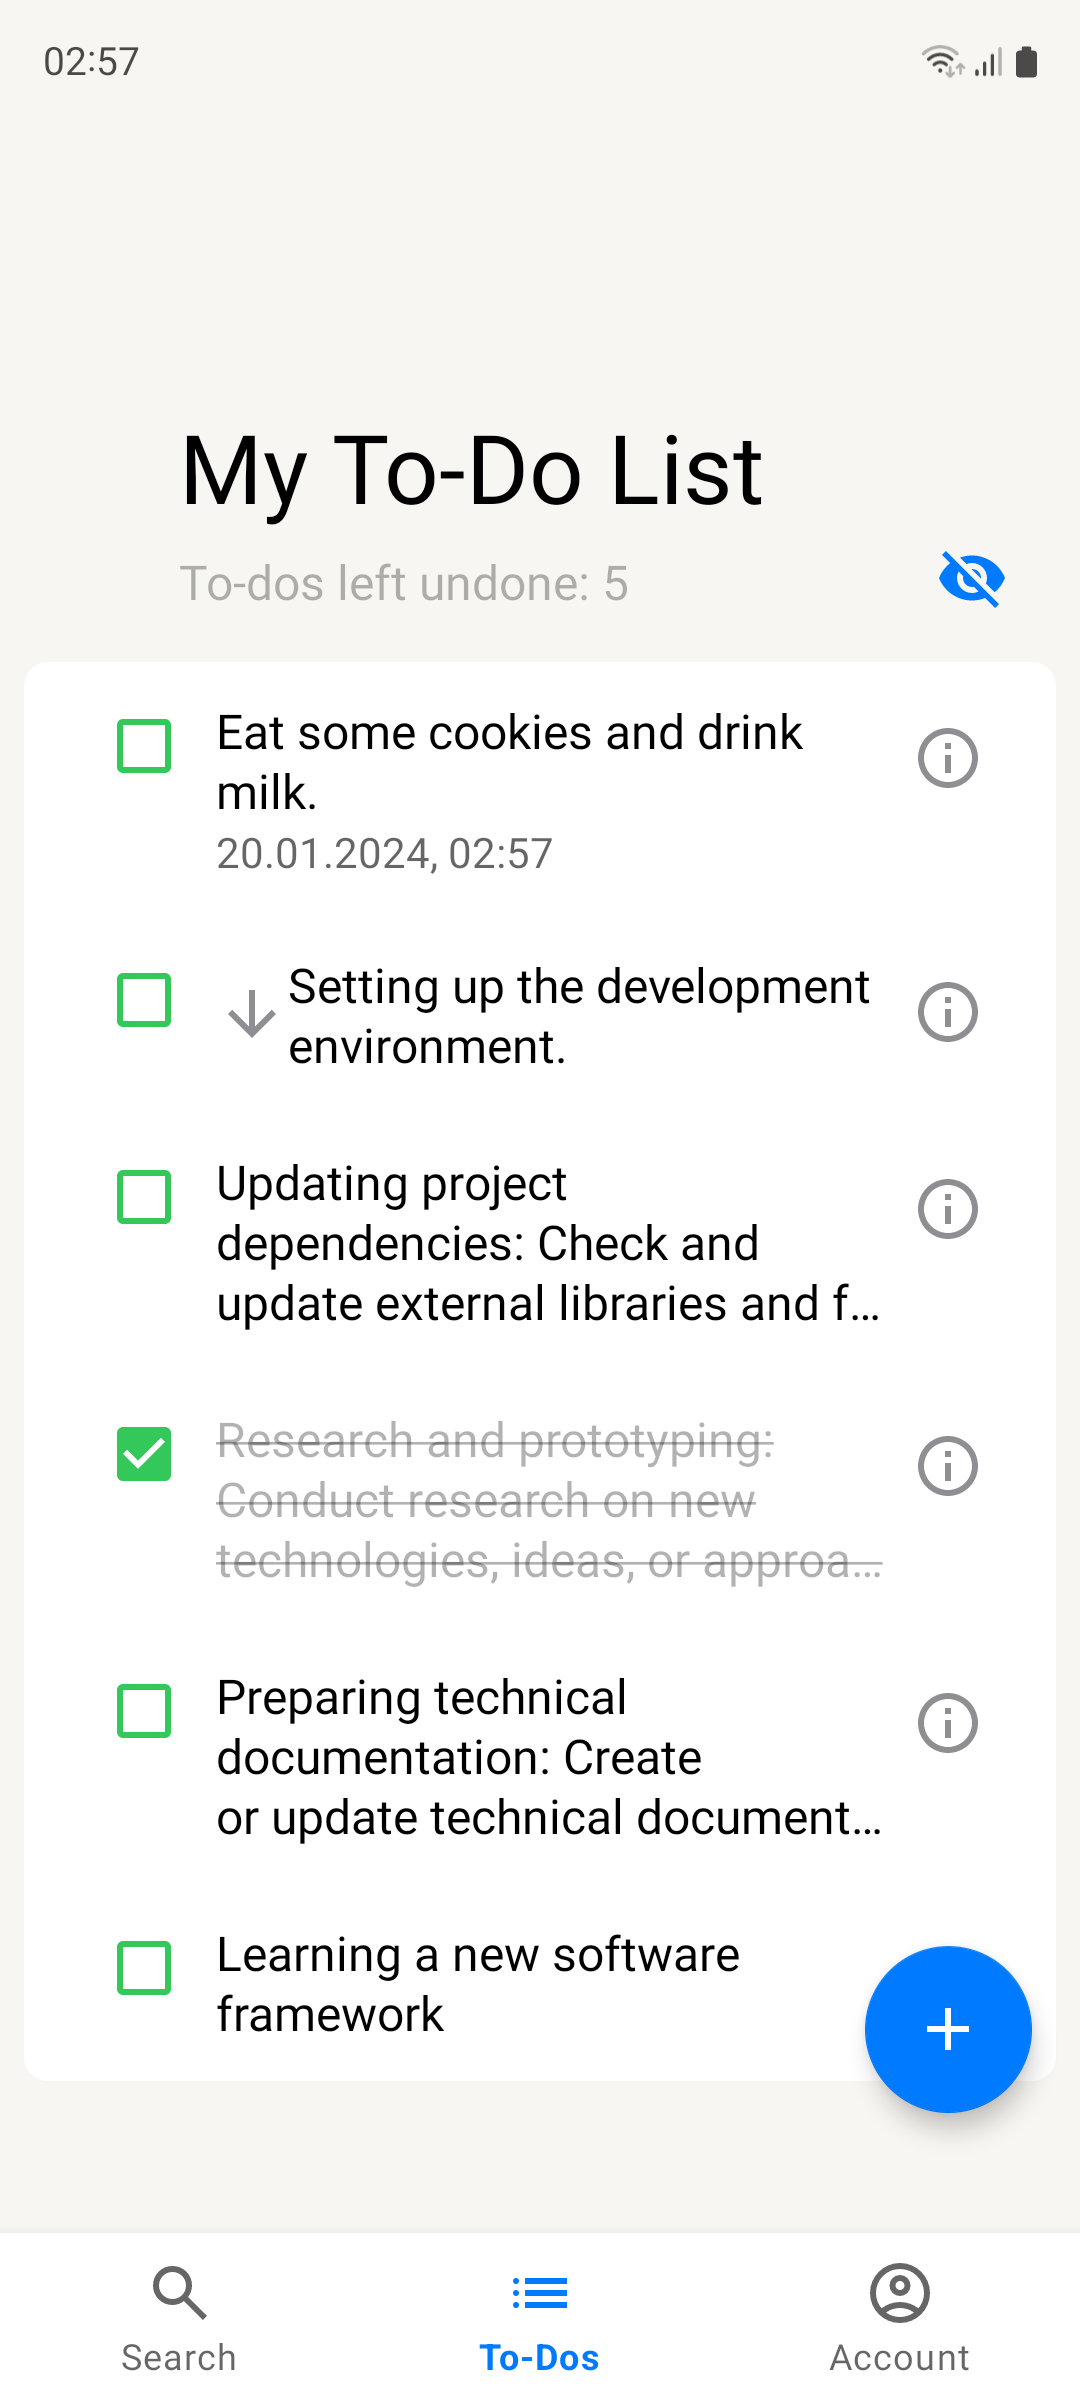 02:57
My To-Do List
To-dos left undone: 5
Eat some cookies and drink
milk.
20.01.2024, 02:57
Setting up the development
environment.
Updating project
dependencies: Check and
update external libraries and f…
Research and prototyping:
Conduct research on new
technologies, ideas, or approa…
Preparing technical
documentation: Create
or update technical document…
Learning a new software
framework
Search
To-Dos
Account